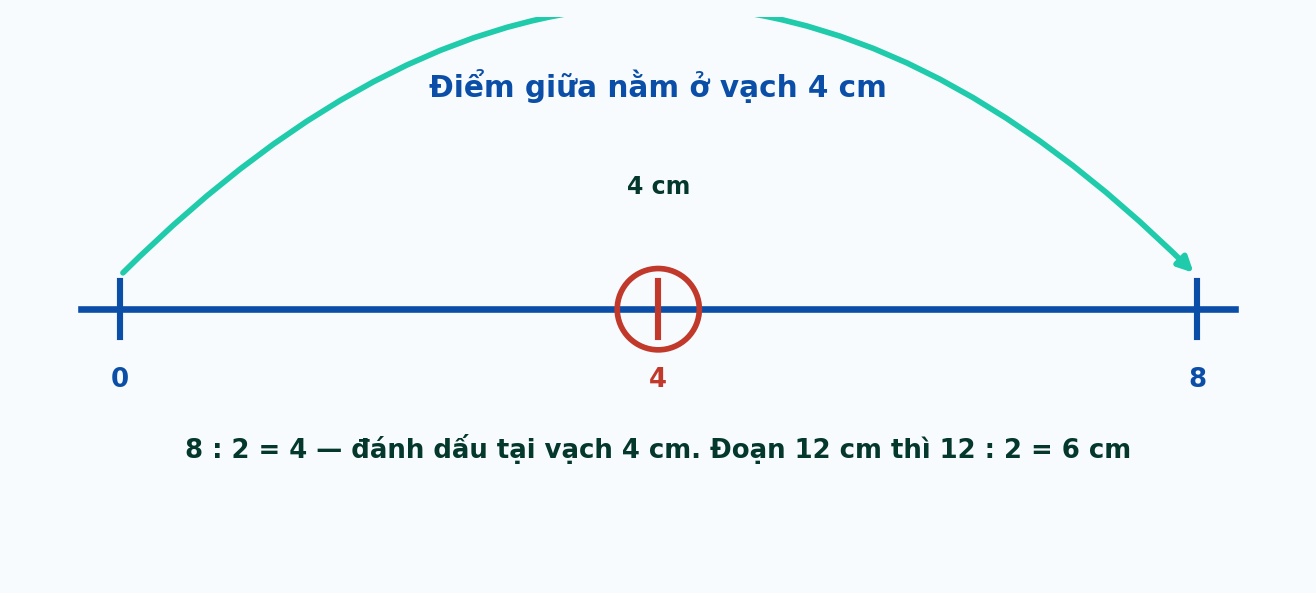 Điểm giữa nằm ở vạch 4 cm
4 cm
0 4 8
8 : 2 = 4 — đánh dấu tại vạch 4 cm. Đoạn 12 cm thì 12 : 2 = 6 cm